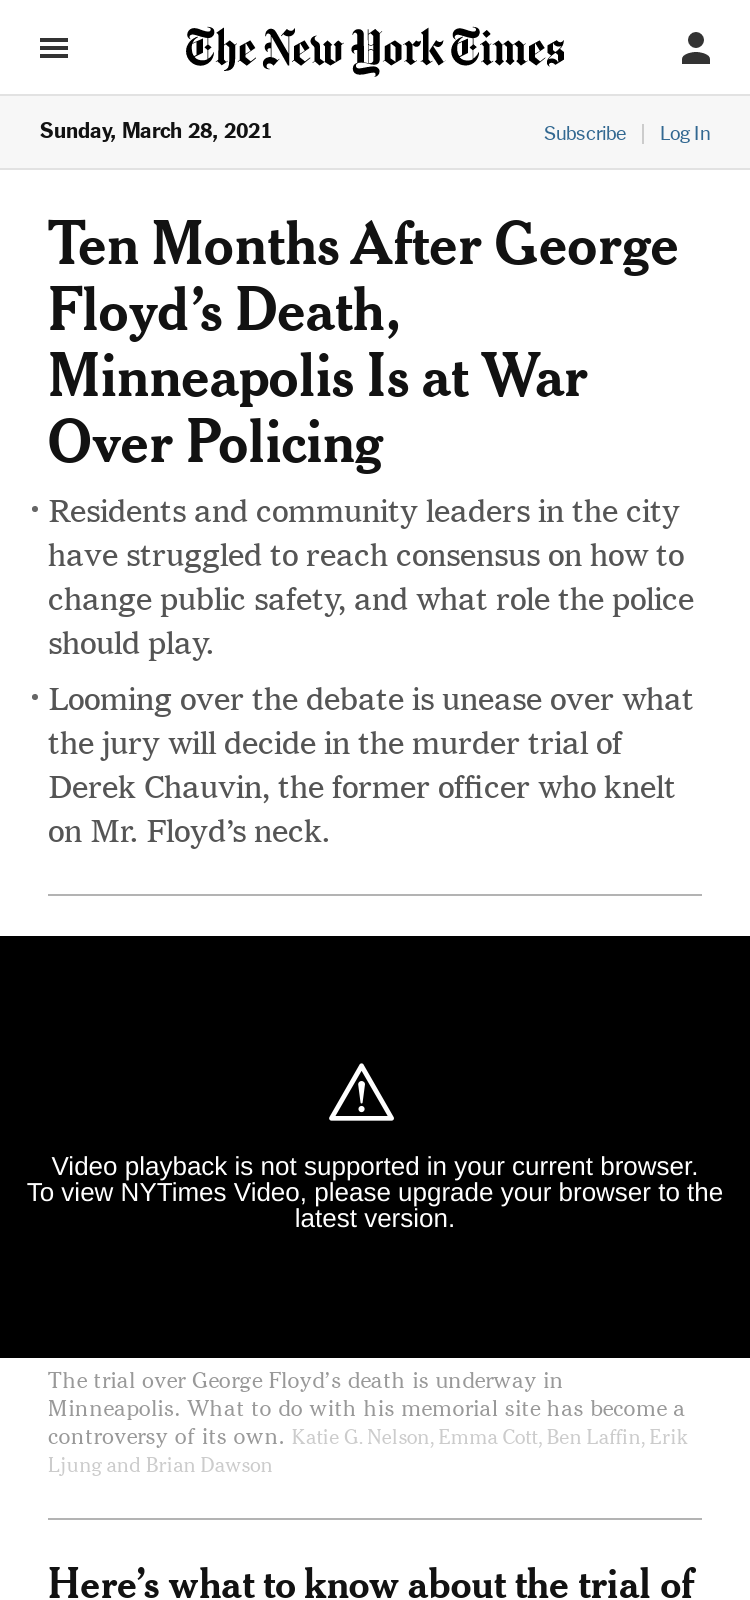 The New York Times
Sunday, March 28, 2021
Subscribe | Log In
Ten Months After George
Floyd’s Death,
Minneapolis Is at War
Over Policing
• Residents and community leaders in the city
have struggled to reach consensus on how to
change public safety, and what role the police
should play.
• Looming over the debate is unease over what
the jury will decide in the murder trial of
Derek Chauvin, the former officer who knelt
on Mr. Floyd’s neck.
Video playback is not supported in your current browser.
To view NYTimes Video, please upgrade your browser to the
latest version.
The trial over George Floyd’s death is underway in
Minneapolis. What to do with his memorial site has become a
controversy of its own. Katie G. Nelson, Emma Cott, Ben Laffin, Erik
Ljung and Brian Dawson
Here’s what to know about the trial of